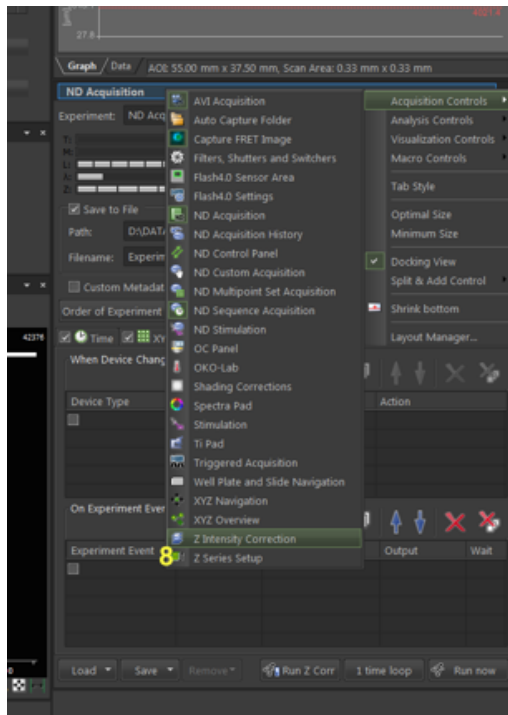 4021.4
27.8
Graph Data AOI: 55.00 mm x 37.50 mm, Scan Area: 0.33 mm x 0.33 mm
ND Acquisition
Experiment: ND Acq
T:
M:
L:
λ:
Z:
Save to File
Path: D:\DATA
Filename: Experim
Custom Metadat
Order of Experiment
42376
Time XY
When Device Chang
Device Type
Action
On Experiment Ever
Experiment Event
Output Wait
AVI Acquisition
Auto Capture Folder
Capture FRET Image
Filters, Shutters and Switchers
Flash4.0 Sensor Area
Flash4.0 Settings
ND Acquisition
ND Acquisition History
ND Control Panel
ND Custom Acquisition
ND Multipoint Set Acquisition
ND Sequence Acquisition
ND Stimulation
OC Panel
OKO-Lab
Shading Corrections
Spectra Pad
Stimulation
Ti Pad
Triggered Acquisition
Well Plate and Slide Navigation
XYZ Navigation
XYZ Overview
Z Intensity Correction
8 Z Series Setup
Acquisition Controls
Analysis Controls
Visualization Controls
Macro Controls
Tab Style
Optimal Size
Minimum Size
Docking View
Split & Add Control
Shrink bottom
Layout Manager...
Load Save Remove Run Z Corr 1 time loop Run now